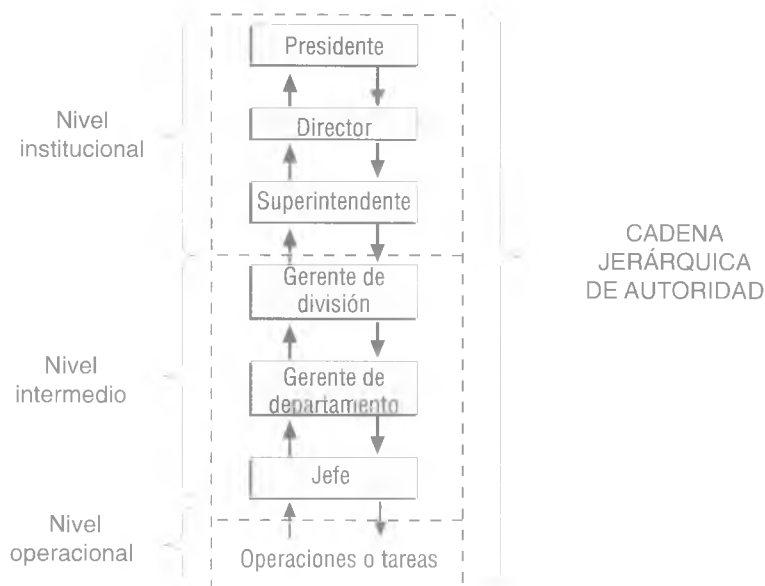 Presidente
Nivel
institucional
Director
Superintendente
CADENA
JERÁRQUICA
DE AUTORIDAD
Gerente de
división
Nivel
intermedio
Gerente de
departamento
Jefe
Nivel
operacional
Operaciones o tareas